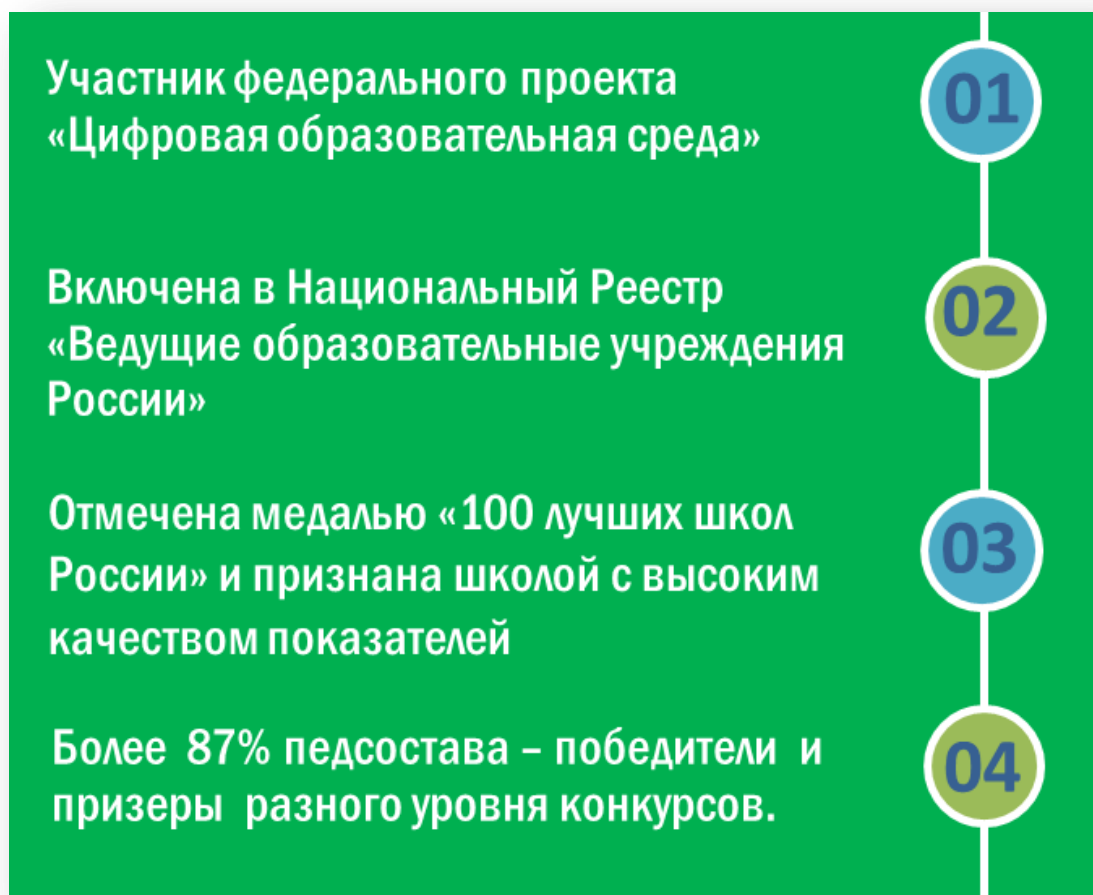 Участник федерального проекта
«Цифровая образовательная среда»
01
Включена в Национальный Реестр
«Ведущие образовательные учреждения
России»
02
Отмечена медалью «100 лучших школ
России» и признана школой с высоким
качеством показателей
03
Более 87% педсостава – победители и
призеры разного уровня конкурсов.
04